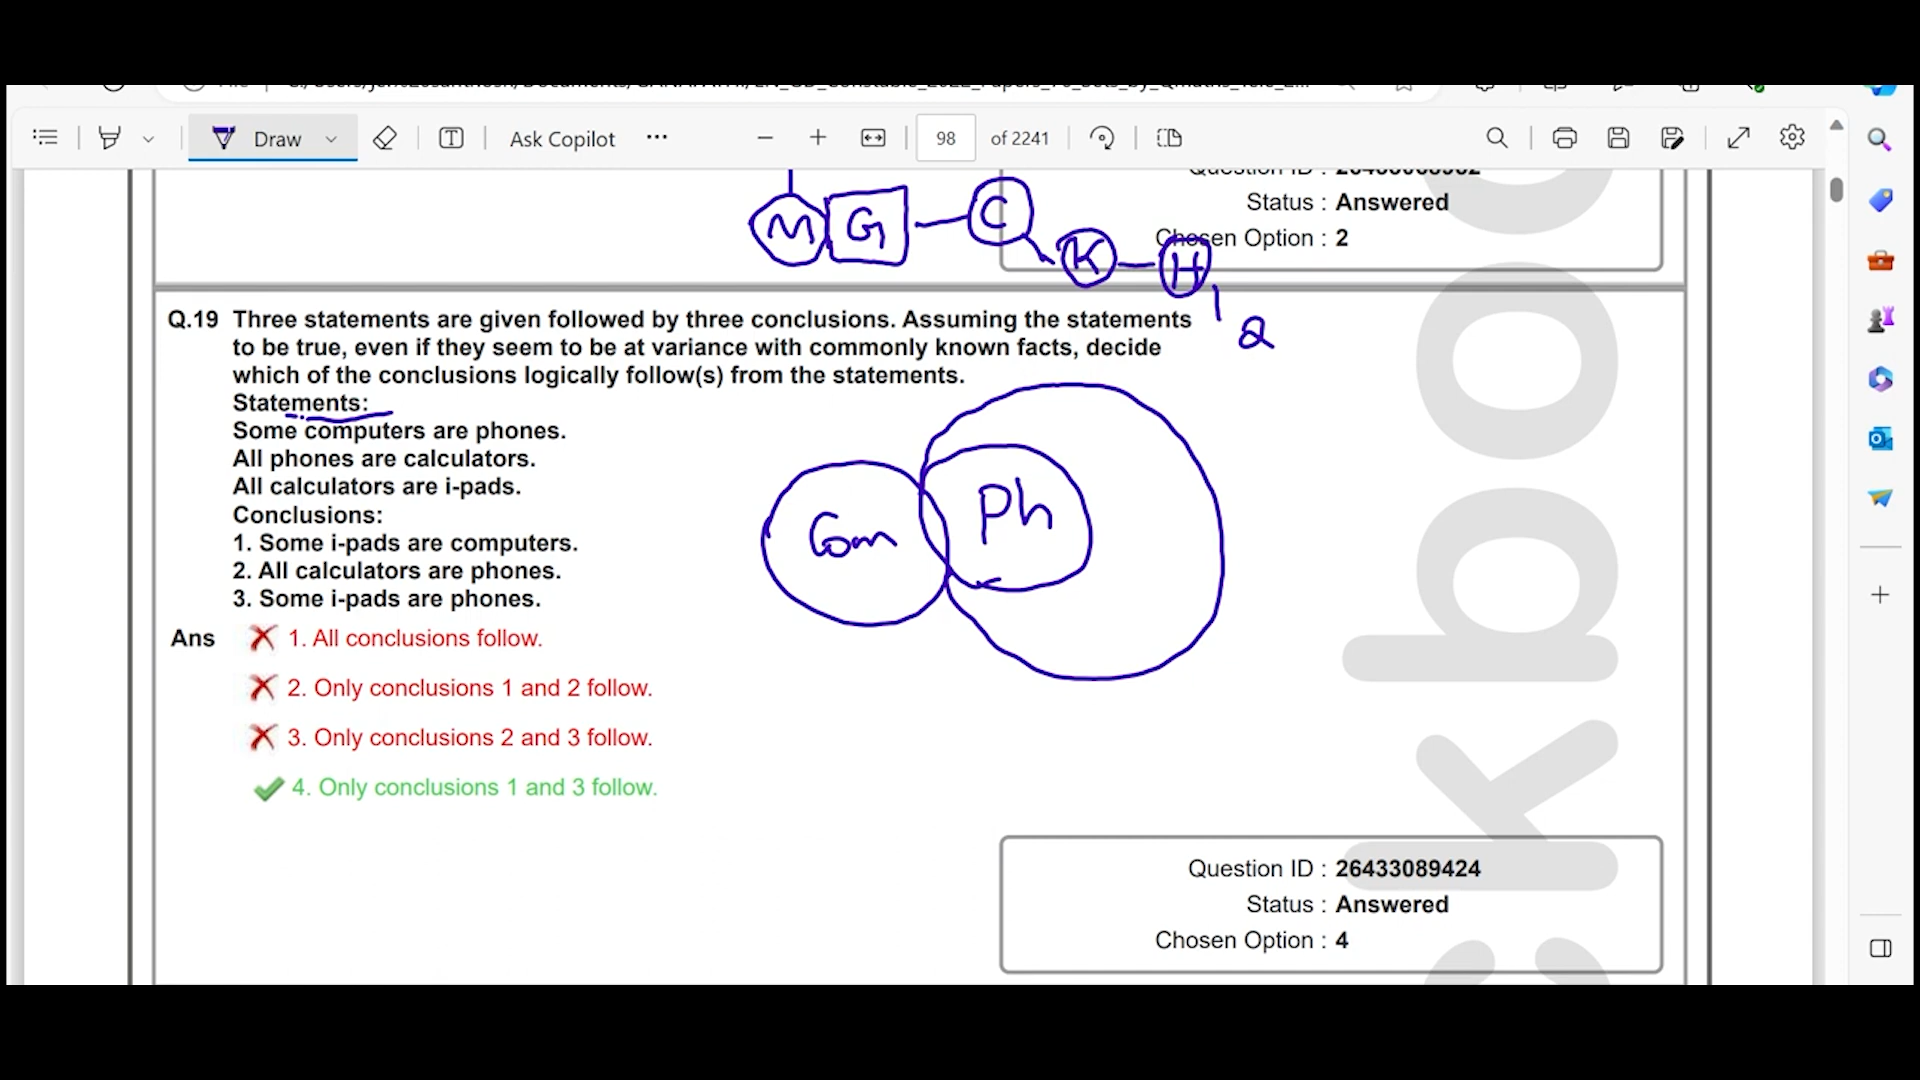 Draw
Ask Copilot
98 of 2241
Status : Answered
Chosen Option : 2
M G C K H
2
Q.19 Three statements are given followed by three conclusions. Assuming the statements
to be true, even if they seem to be at variance with commonly known facts, decide
which of the conclusions logically follow(s) from the statements.
Statements:
Some computers are phones.
All phones are calculators.
All calculators are i-pads.
Conclusions:
1. Some i-pads are computers.
2. All calculators are phones.
3. Some i-pads are phones.
Com Ph
Ans 1. All conclusions follow.
2. Only conclusions 1 and 2 follow.
3. Only conclusions 2 and 3 follow.
4. Only conclusions 1 and 3 follow.
Question ID : 26433089424
Status : Answered
Chosen Option : 4